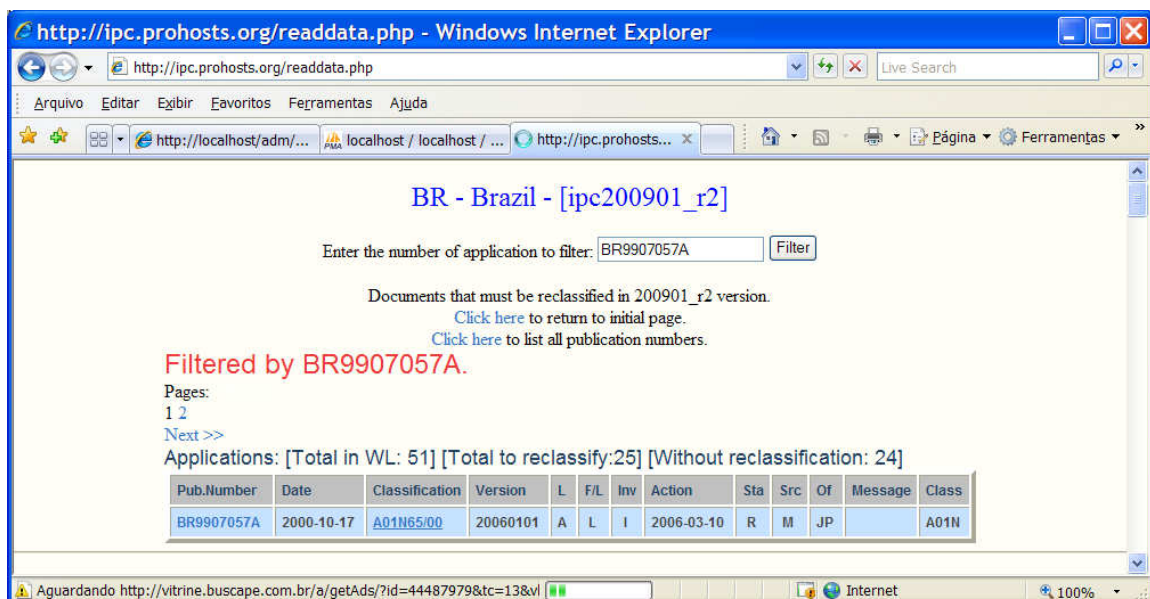 http://ipc.prohosts.org/readdata.php - Windows Internet Explorer
http://ipc.prohosts.org/readdata.php Live Search
Arquivo Editar Exibir Favoritos Ferramentas Ajuda
http://localhost/adm/... PMA localhost / localhost / ... http://ipc.prohosts... X Página Ferramentas »
BR - Brazil - [ipc200901_r2]
Enter the number of application to filter: BR9907057A Filter
Documents that must be reclassified in 200901_r2 version.
Click here to return to initial page.
Click here to list all publication numbers.
Filtered by BR9907057A.
Pages:
1 2
Next >>
Applications: [Total in WL: 51] [Total to reclassify:25] [Without reclassification: 24]
Pub.Number Date Classification Version L F/L Inv Action Sta Src Of Message Class
BR9907057A 2000-10-17 A01N65/00 20060101 A L I 2006-03-10 R M JP A01N
Aguardando http://vitrine.buscape.com.br/a/getAds/?id=44487979&tc=13&vl Internet 100%